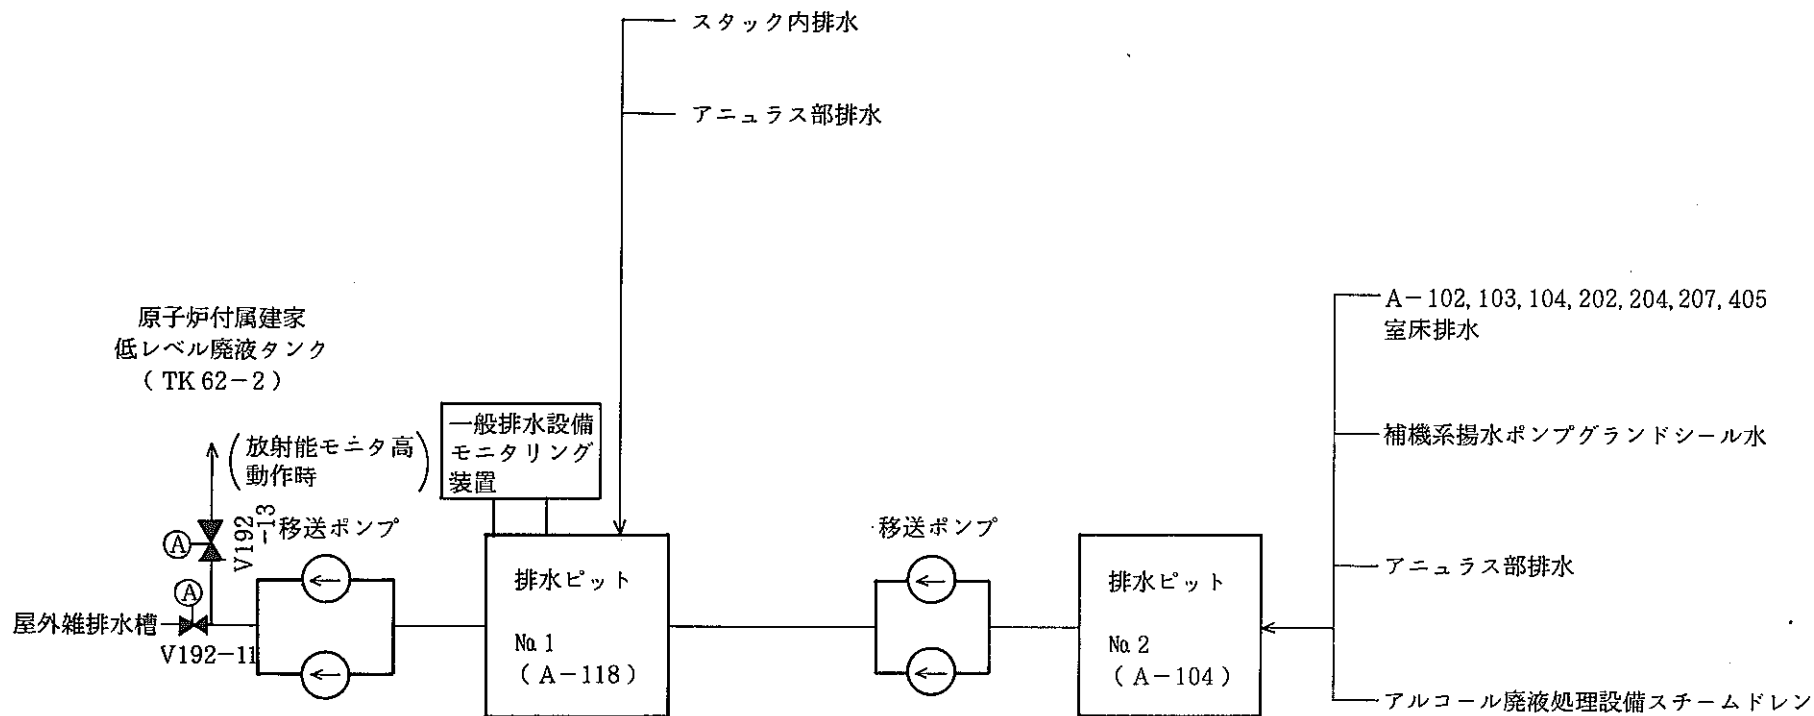 スタック内排水
アニュラス部排水
原子炉付属建家
低レベル廃液タンク
(TK 62-2)
(放射能モニタ高
動作時)
一般排水設備
モニタリング
装置
V192
-13
移送ポンプ
A
A
屋外雑排水槽
V192-11
排水ピット
No.1
(A-118)
移送ポンプ
排水ピット
No.2
(A-104)
A-102, 103, 104, 202, 204, 207, 405
室床排水
補機系揚水ポンプグランドシール水
アニュラス部排水
アルコール廃液処理設備スチームドレン